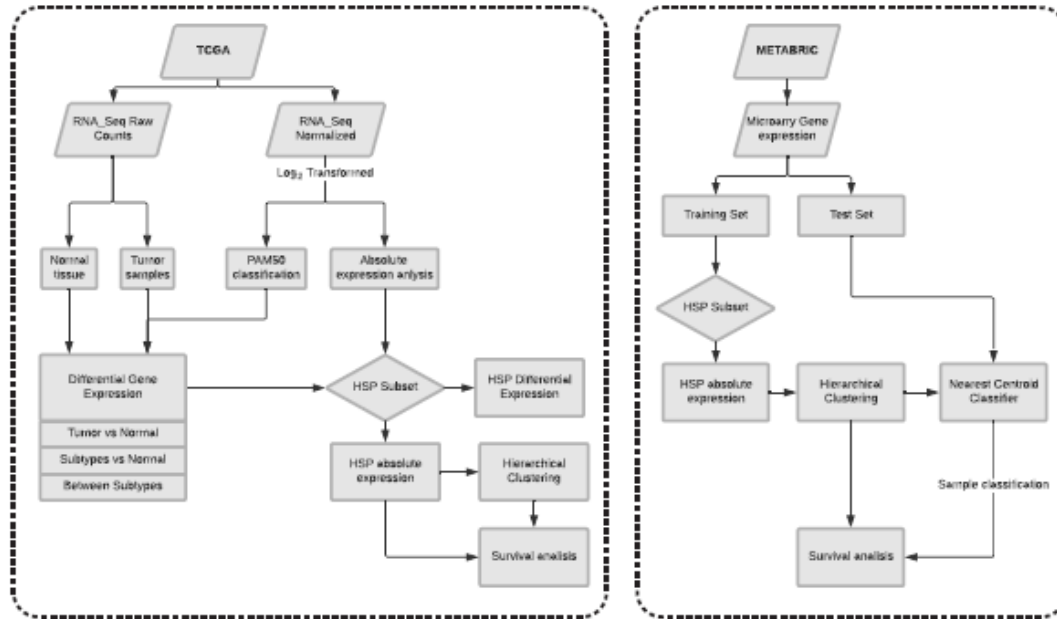 TCGA
RNA_Seq Raw
Counts
RNA_Seq
Normalized
Log₂ Transformed
Normal
tissue
Tumor
samples
PAM50
classification
Absolute
expression anlysis
Differential Gene
Expression
Tumor vs Normal
Subtypes vs Normal
Between Subtypes
HSP Subset
HSP Differential
Expression
HSP absolute
expression
Hierarchical
Clustering
Survival analisis
METABRIC
Microarry Gene
expression
Training Set
Test Set
HSP Subset
HSP absolute
expression
Hierarchical
Clustering
Nearest Centroid
Classifier
Sample classification
Survival analisis